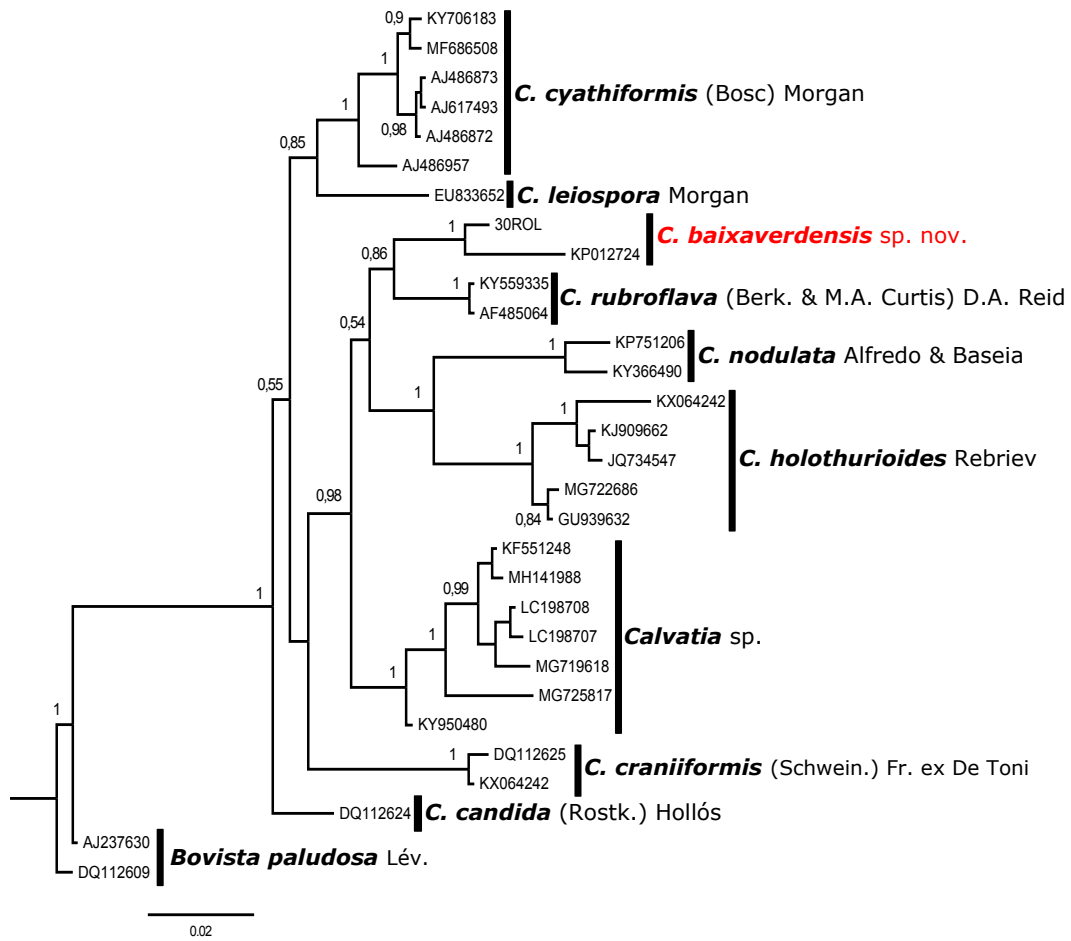 0,9
KY706183
MF686508
1
AJ486873
C. cyathiformis (Bosc) Morgan
1
AJ617493
0,98
AJ486872
0,85
AJ486957
EU833652
C. leiospora Morgan
1
30ROL
C. baixaverdensis sp. nov.
0,86
KP012724
1
KY559335
C. rubroflava (Berk. & M.A. Curtis) D.A. Reid
AF485064
0,54
1
KP751206
C. nodulata Alfredo & Baseia
KY366490
0,55
1
1
KX064242
KJ909662
1
JQ734547
C. holothurioides Rebriev
MG722686
0,98
0,84
GU939632
KF551248
MH141988
0,99
LC198708
1
LC198707
Calvatia sp.
1
MG719618
1
MG725817
KY950480
1
DQ112625
C. craniiformis (Schwein.) Fr. ex De Toni
KX064242
1
DQ112624
C. candida (Rostk.) Hollós
AJ237630
Bovista paludosa Lév.
DQ112609
0.02